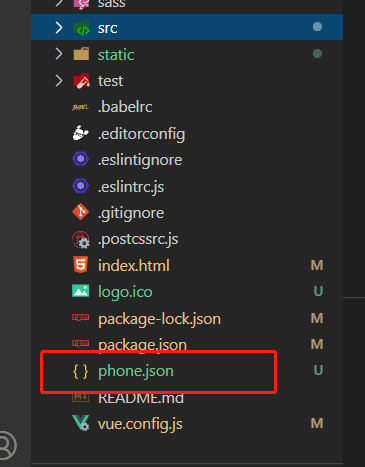 sass
src
static
test
.babelrc
.editorconfig
.eslintignore
.eslintrc.js
.gitignore
.postcssrc.js
index.html M
logo.ico U
package-lock.json M
package.json M
phone.json U
README.md
vue.config.js M